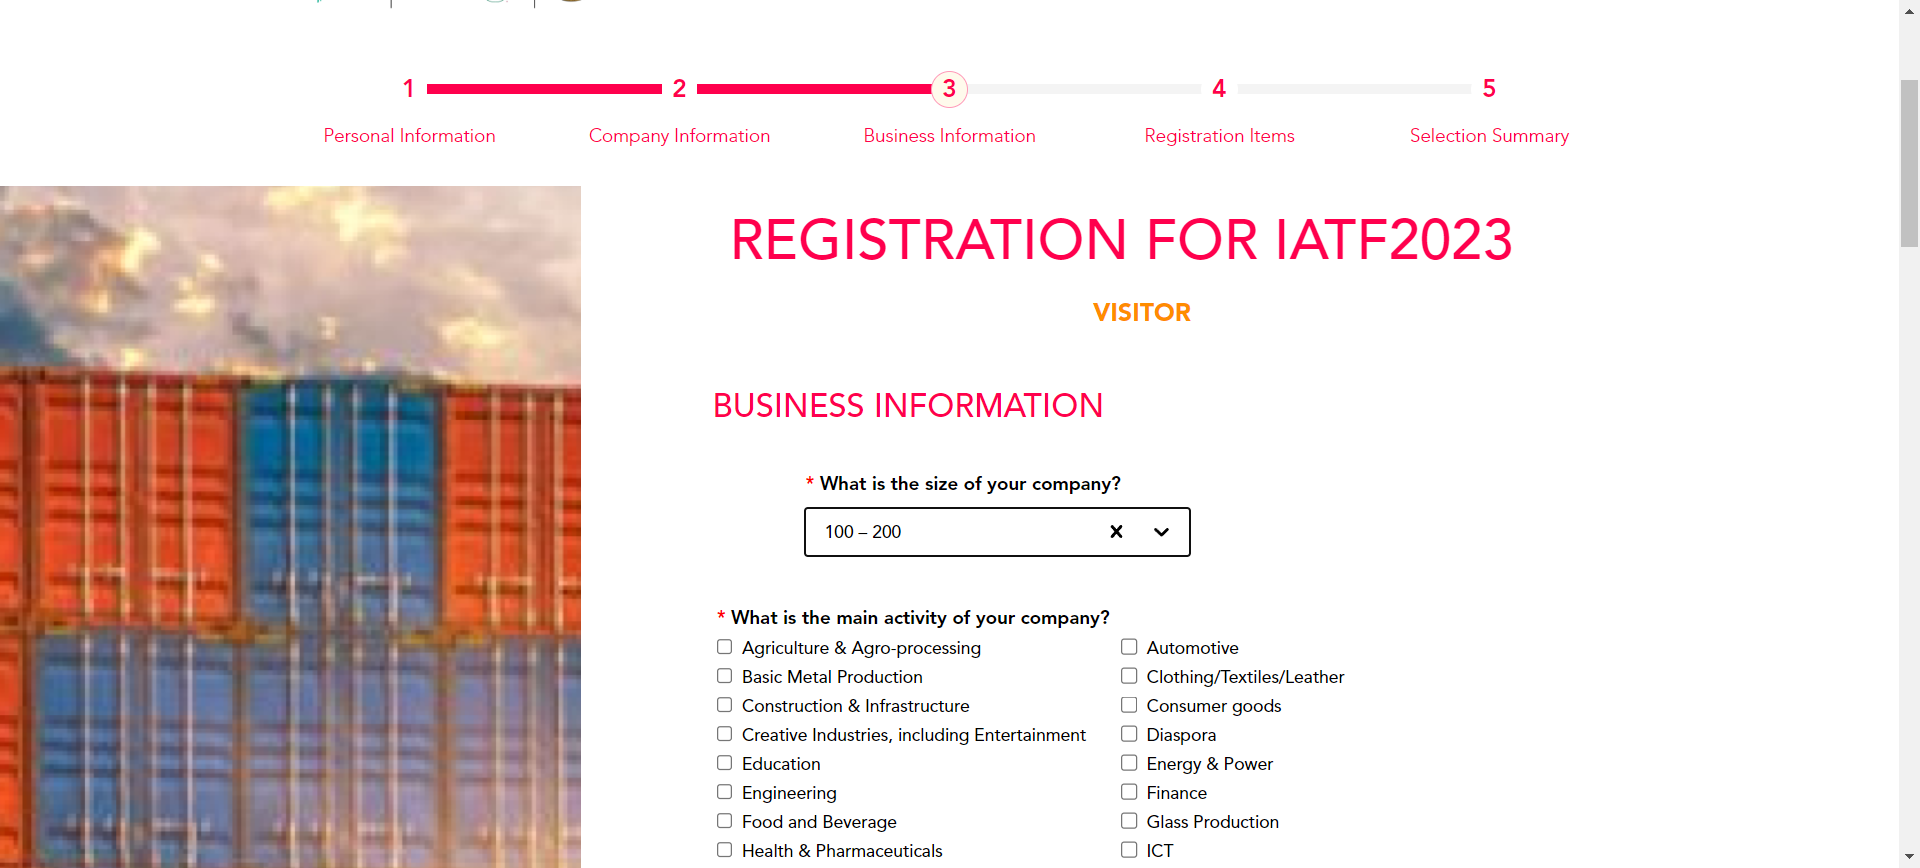 1 2 3 4 5
Personal Information Company Information Business Information Registration Items Selection Summary
REGISTRATION FOR IATF2023
VISITOR
BUSINESS INFORMATION
* What is the size of your company?
100 – 200
* What is the main activity of your company?
Agriculture & Agro-processing Automotive
Basic Metal Production Clothing/Textiles/Leather
Construction & Infrastructure Consumer goods
Creative Industries, including Entertainment Diaspora
Education Energy & Power
Engineering Finance
Food and Beverage Glass Production
Health & Pharmaceuticals ICT